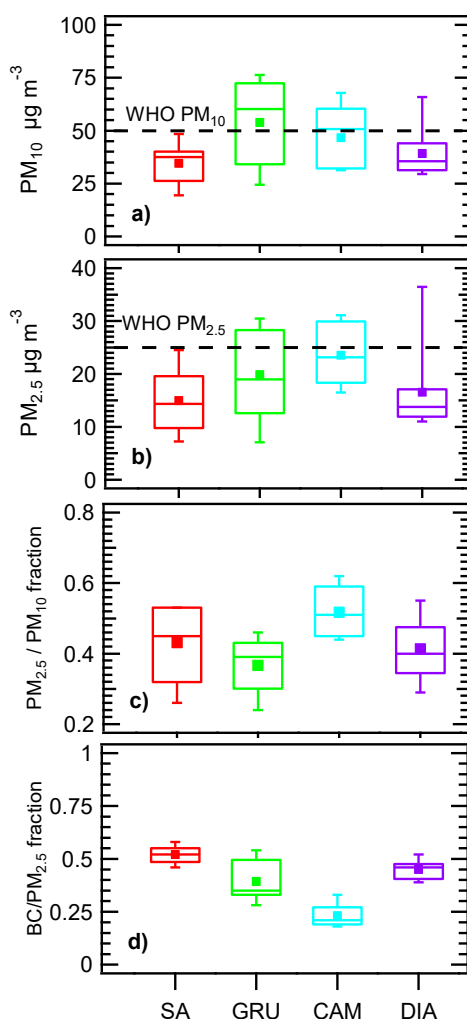 100
75
50
25
0
PM₁₀ µg m⁻³
WHO PM₁₀
a)
40
30
20
10
0
PM₂.₅ µg m⁻³
WHO PM₂.₅
b)
0.8
0.6
0.4
0.2
PM₂.₅ / PM₁₀ fraction
c)
1
0.75
0.5
0.25
0
BC/PM₂.₅ fraction
d)
SA GRU CAM DIA